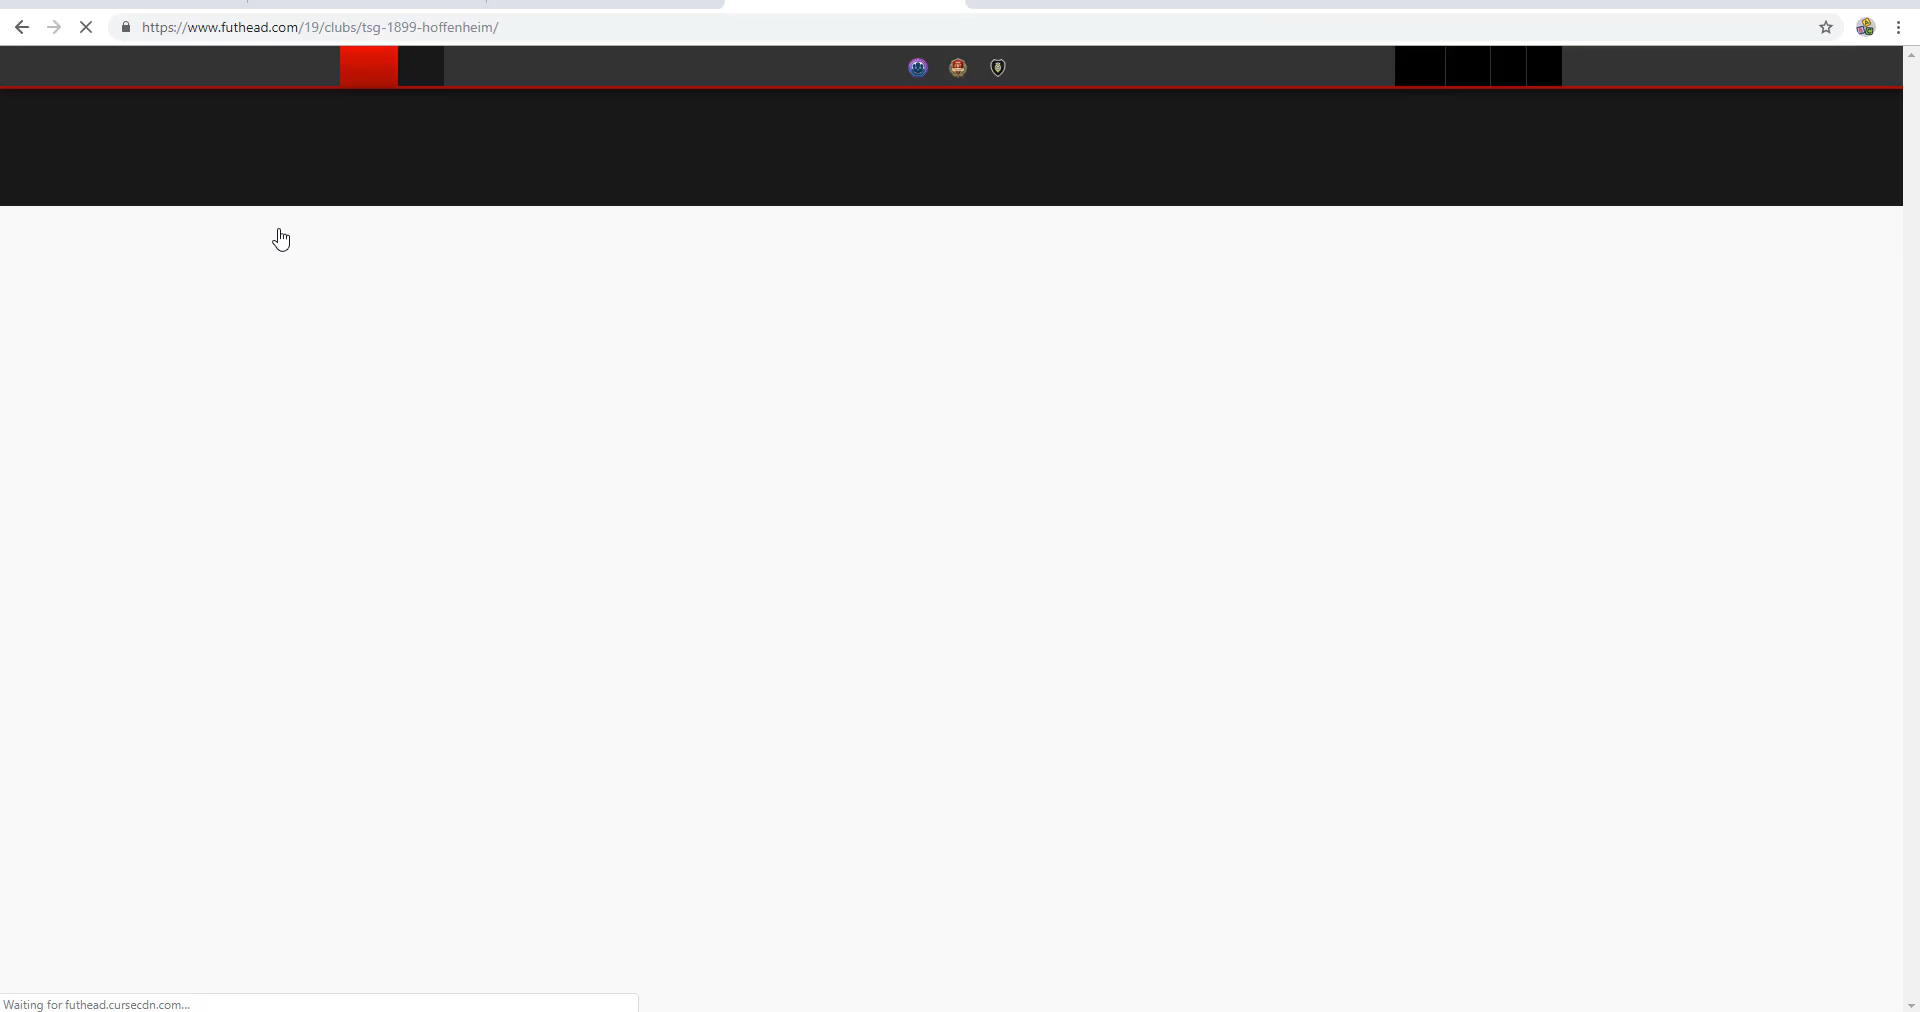 https://www.futhead.com/19/clubs/tsg-1899-hoffenheim/
Waiting for futhead.cursecdn.com...